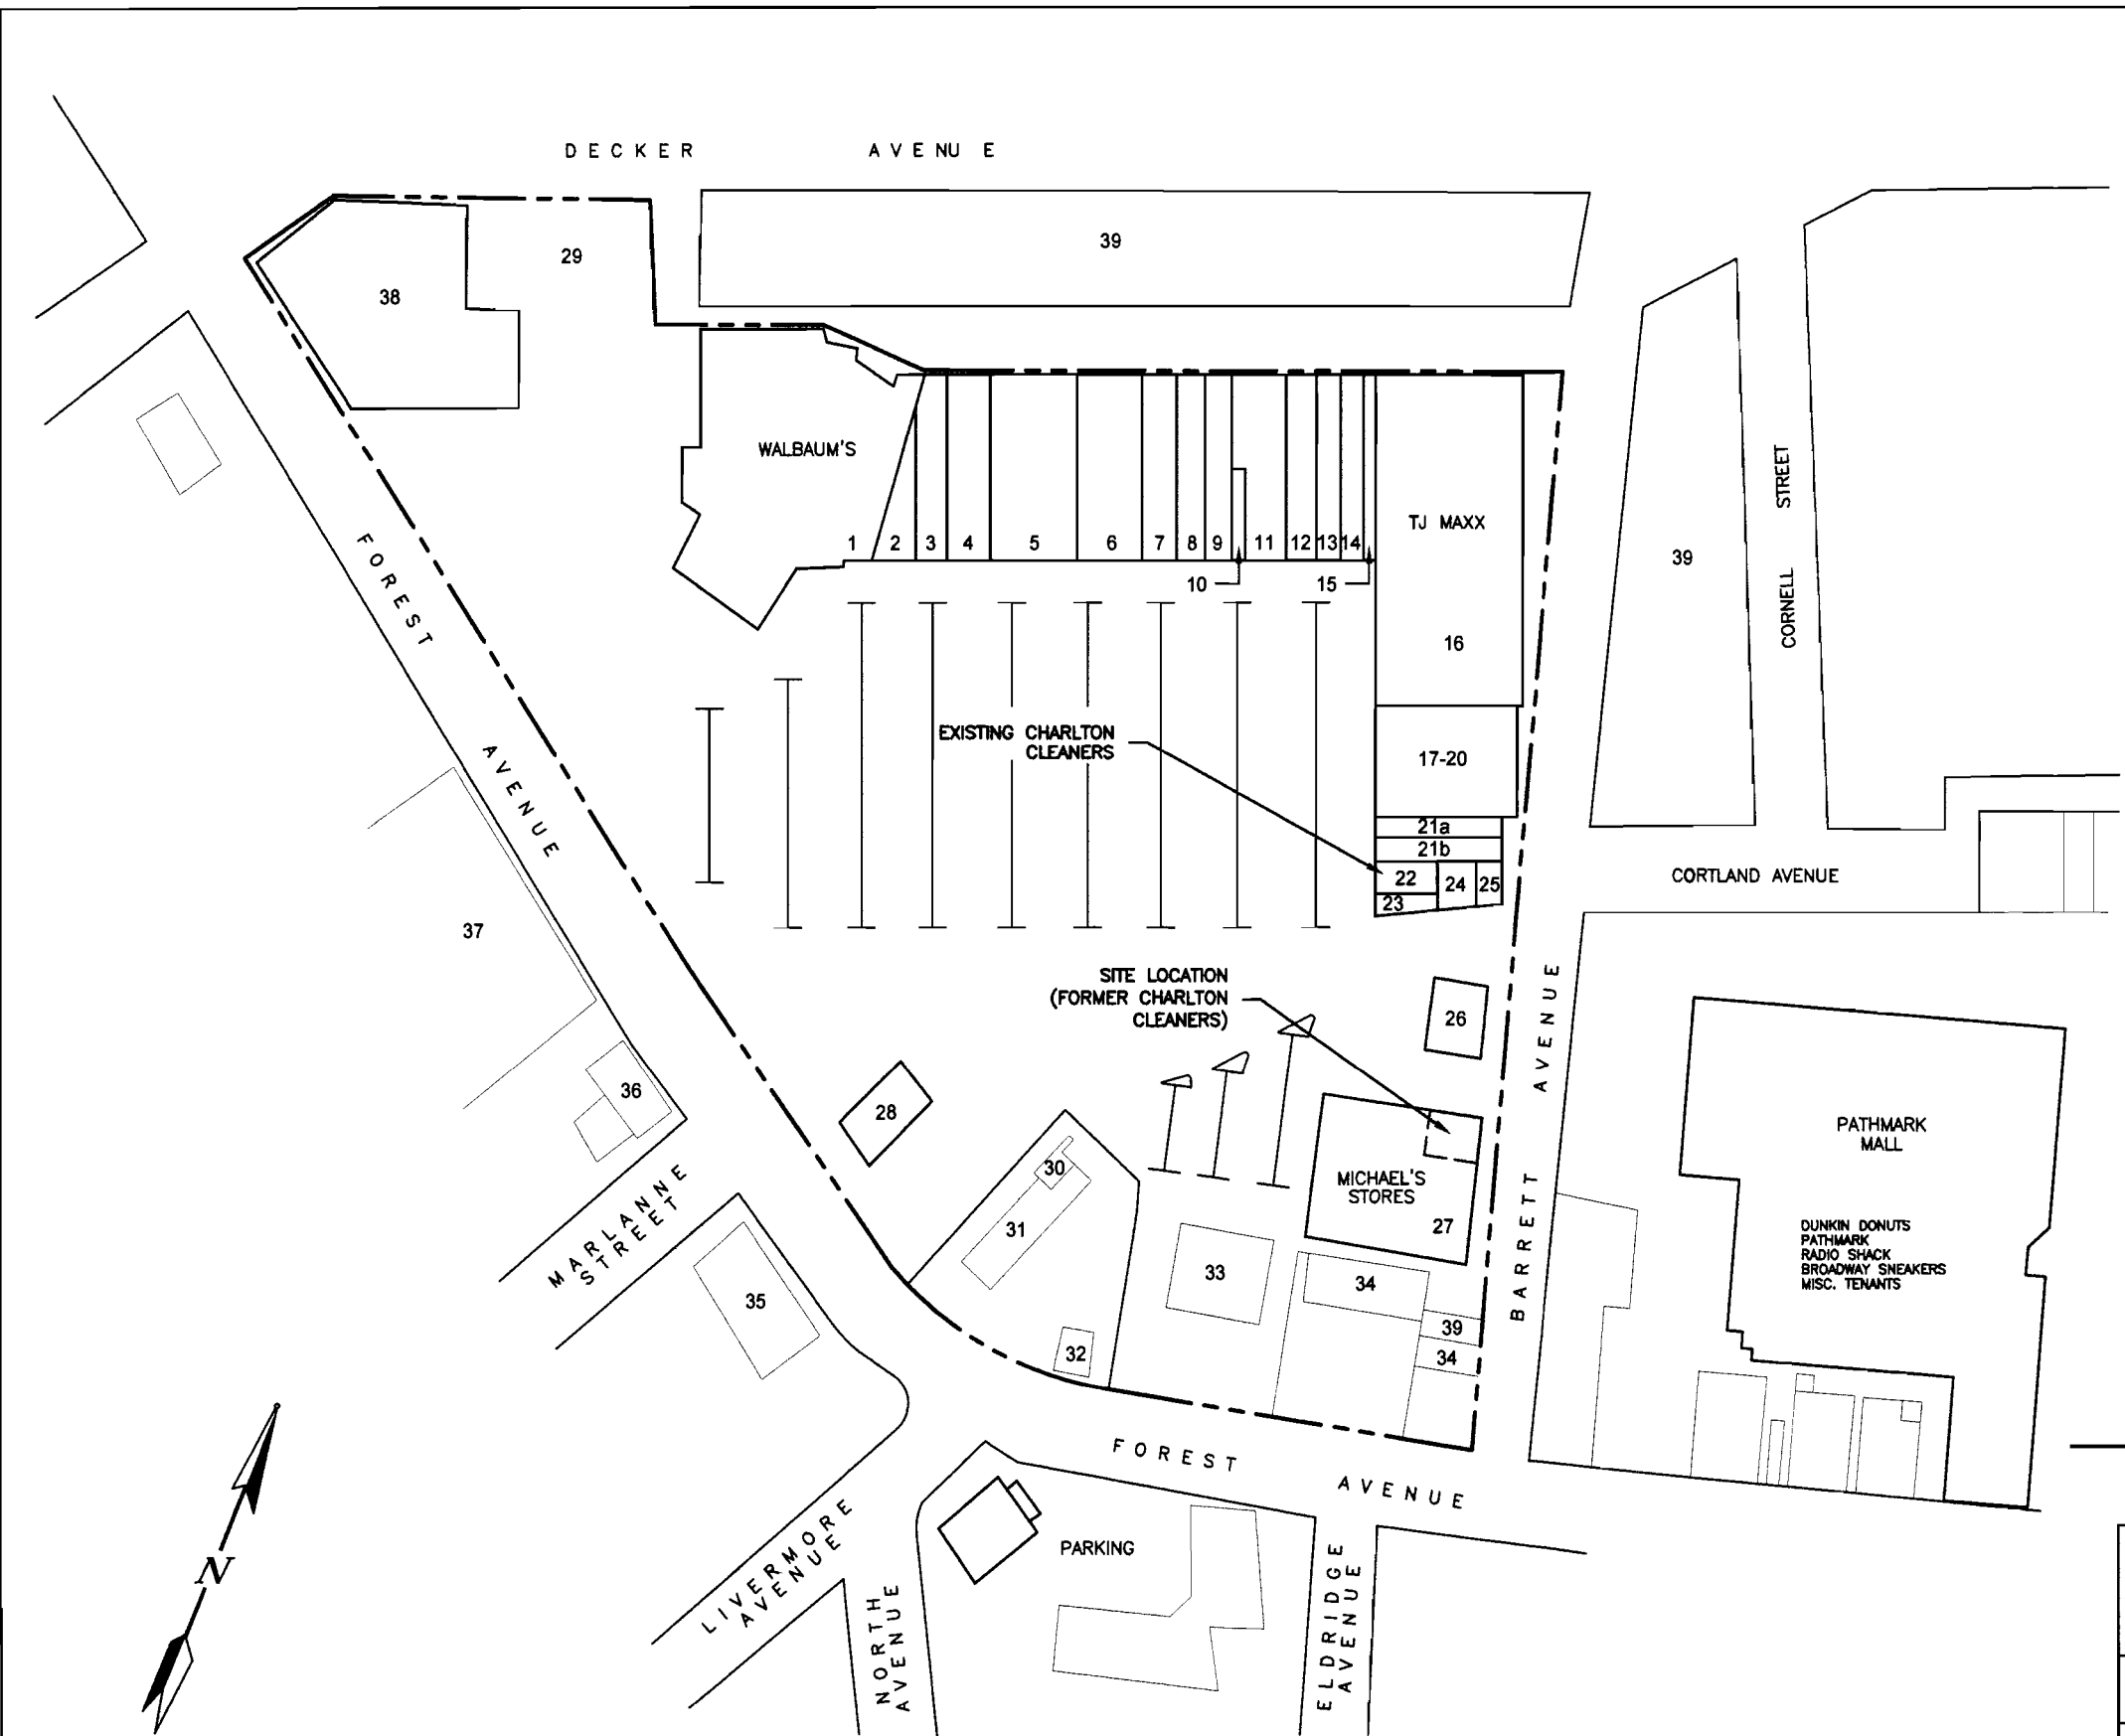 DECKER AVENUE
39
29
38
WALBAUM'S
TJ MAXX
1 2 3 4 5 6 7 8 9 11 12 13 14
10 15
16
39
CORNELL STREET
FOREST AVENUE
EXISTING CHARLTON
CLEANERS
17-20
21a
21b
22 24 25
23
CORTLAND AVENUE
37
SITE LOCATION
(FORMER CHARLTON
CLEANERS)
26
BARRETT AVENUE
36
28
30
31
MICHAEL'S
STORES
27
PATHMARK
MALL
DUNKIN DONUTS
PATHMARK
RADIO SHACK
BROADWAY SNEAKERS
MISC. TENANTS
MARLANNE
STREET
35
33
34
39
34
32
FOREST AVENUE
PARKING
LIVERMORE
AVENUE
NORTH
AVENUE
ELDRIDGE
AVENUE
N